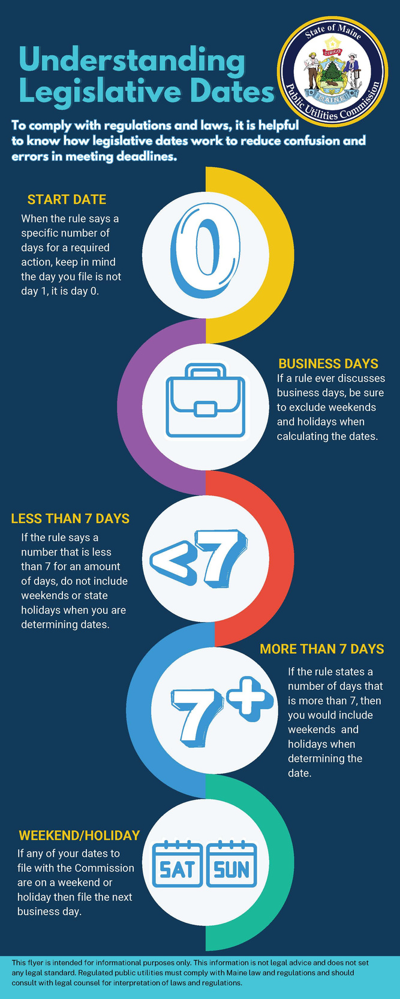 Understanding
Legislative Dates
State of Maine
DIRIGO
MAINE
Public Utilities Commission
To comply with regulations and laws, it is helpful
to know how legislative dates work to reduce confusion and
errors in meeting deadlines.
START DATE
When the rule says a
specific number of
days for a required
action, keep in mind
the day you file is not
day 1, it is day 0.
0
BUSINESS DAYS
If a rule ever discusses
business days, be sure
to exclude weekends
and holidays when
calculating the dates.
LESS THAN 7 DAYS
If the rule says a
number that is less
than 7 for an amount
of days, do not include
weekends or state
holidays when you are
determining dates.
<7
MORE THAN 7 DAYS
If the rule states a
number of days that
is more than 7, then
you would include
weekends and
holidays when
determining the
date.
7+
WEEKEND/HOLIDAY
If any of your dates to
file with the Commission
are on a weekend or
holiday then file the next
business day.
SAT SUN
This flyer is intended for informational purposes only. This information is not legal advice and does not set
any legal standard. Regulated public utilities must comply with Maine law and regulations and should
consult with legal counsel for interpretation of laws and regulations.